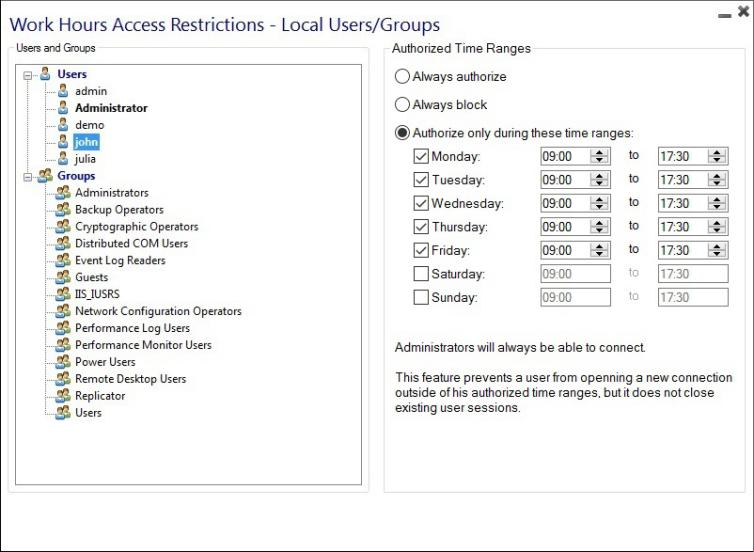 Work Hours Access Restrictions - Local Users/Groups
Users and Groups
Users
admin
Administrator
demo
john
julia
Groups
Administrators
Backup Operators
Cryptographic Operators
Distributed COM Users
Event Log Readers
Guests
IIS_IUSRS
Network Configuration Operators
Performance Log Users
Performance Monitor Users
Power Users
Remote Desktop Users
Replicator
Users
Authorized Time Ranges
Always authorize
Always block
Authorize only during these time ranges:
Monday: 09:00 to 17:30
Tuesday: 09:00 to 17:30
Wednesday: 09:00 to 17:30
Thursday: 09:00 to 17:30
Friday: 09:00 to 17:30
Saturday: 09:00 to 17:30
Sunday: 09:00 to 17:30
Administrators will always be able to connect.
This feature prevents a user from openning a new connection
outside of his authorized time ranges, but it does not close
existing user sessions.